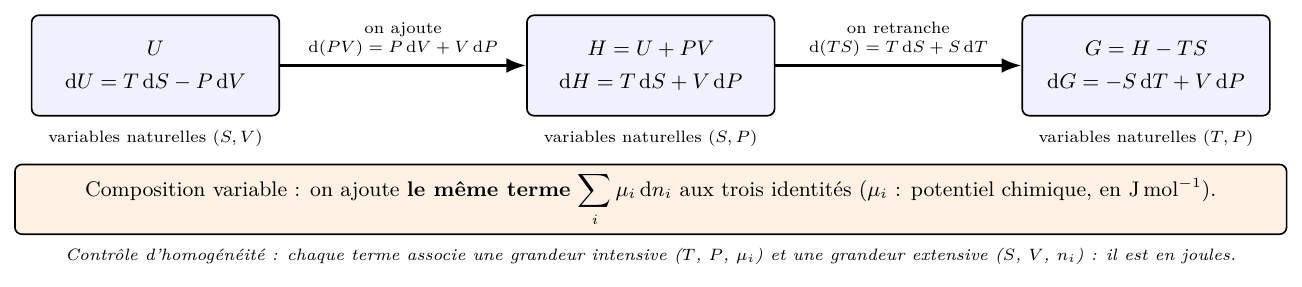 U
dU = T dS − P dV
variables naturelles (S, V)
on ajoute
d(PV) = P dV + V dP
H = U + PV
dH = T dS + V dP
variables naturelles (S, P)
on retranche
d(TS) = T dS + S dT
G = H − TS
dG = −S dT + V dP
variables naturelles (T, P)
Composition variable : on ajoute le même terme ∑ᵢ μᵢ dnᵢ aux trois identités (μᵢ : potentiel chimique, en J mol⁻¹).
Contrôle d'homogénéité : chaque terme associe une grandeur intensive (T, P, μᵢ) et une grandeur extensive (S, V, nᵢ) : il est en joules.